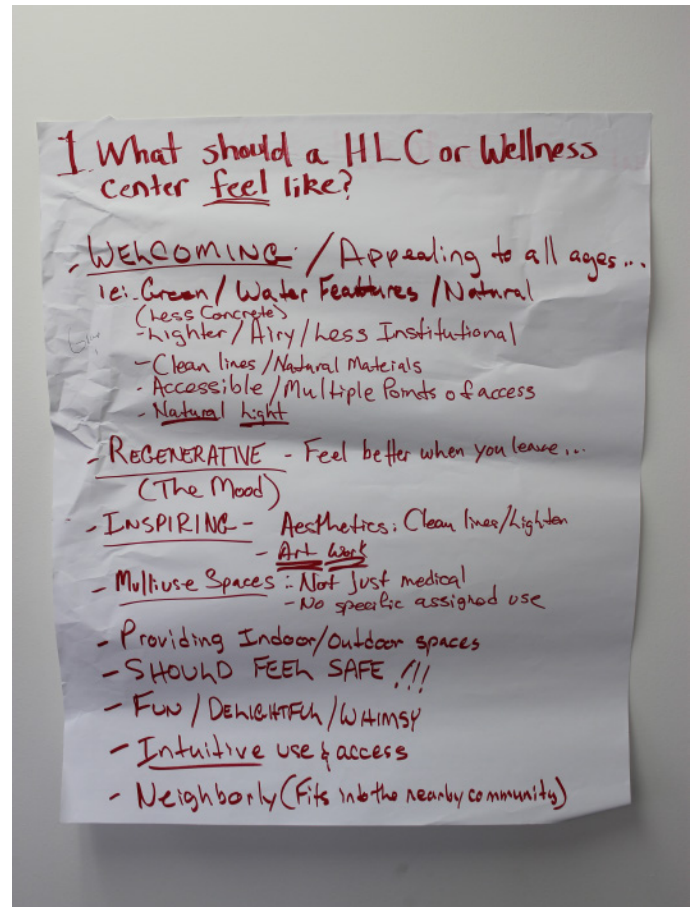 1. What should a HLC or Wellness
center feel like?
- WELCOMING / Appealing to all ages...
ie: Green / Water Features / Natural
(Less Concrete)
- Lighter / Airy / Less Institutional
- Clean lines / Natural Materials
- Accessible / Multiple Points of access
- Natural Light
- REGENERATIVE - Feel better when you leave...
(The Mood)
- INSPIRING - Aesthetics: Clean lines/Lighten
- Art Work
- Multiuse Spaces : - Not just medical
- No specific assigned use
- Providing Indoor/Outdoor spaces
- SHOULD FEEL SAFE !!!
- FUN / DELIGHTFUL / WHIMSY
- Intuitive use & access
- Neighborly (Fits into the nearby community)